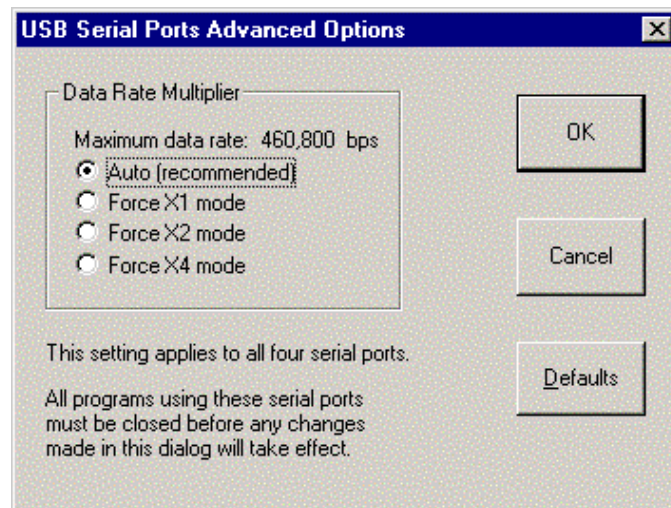 USB Serial Ports Advanced Options
Data Rate Multiplier
Maximum data rate: 460,800 bps
Auto (recommended)
Force X1 mode
Force X2 mode
Force X4 mode
OK
Cancel
Defaults
This setting applies to all four serial ports.
All programs using these serial ports
must be closed before any changes
made in this dialog will take effect.